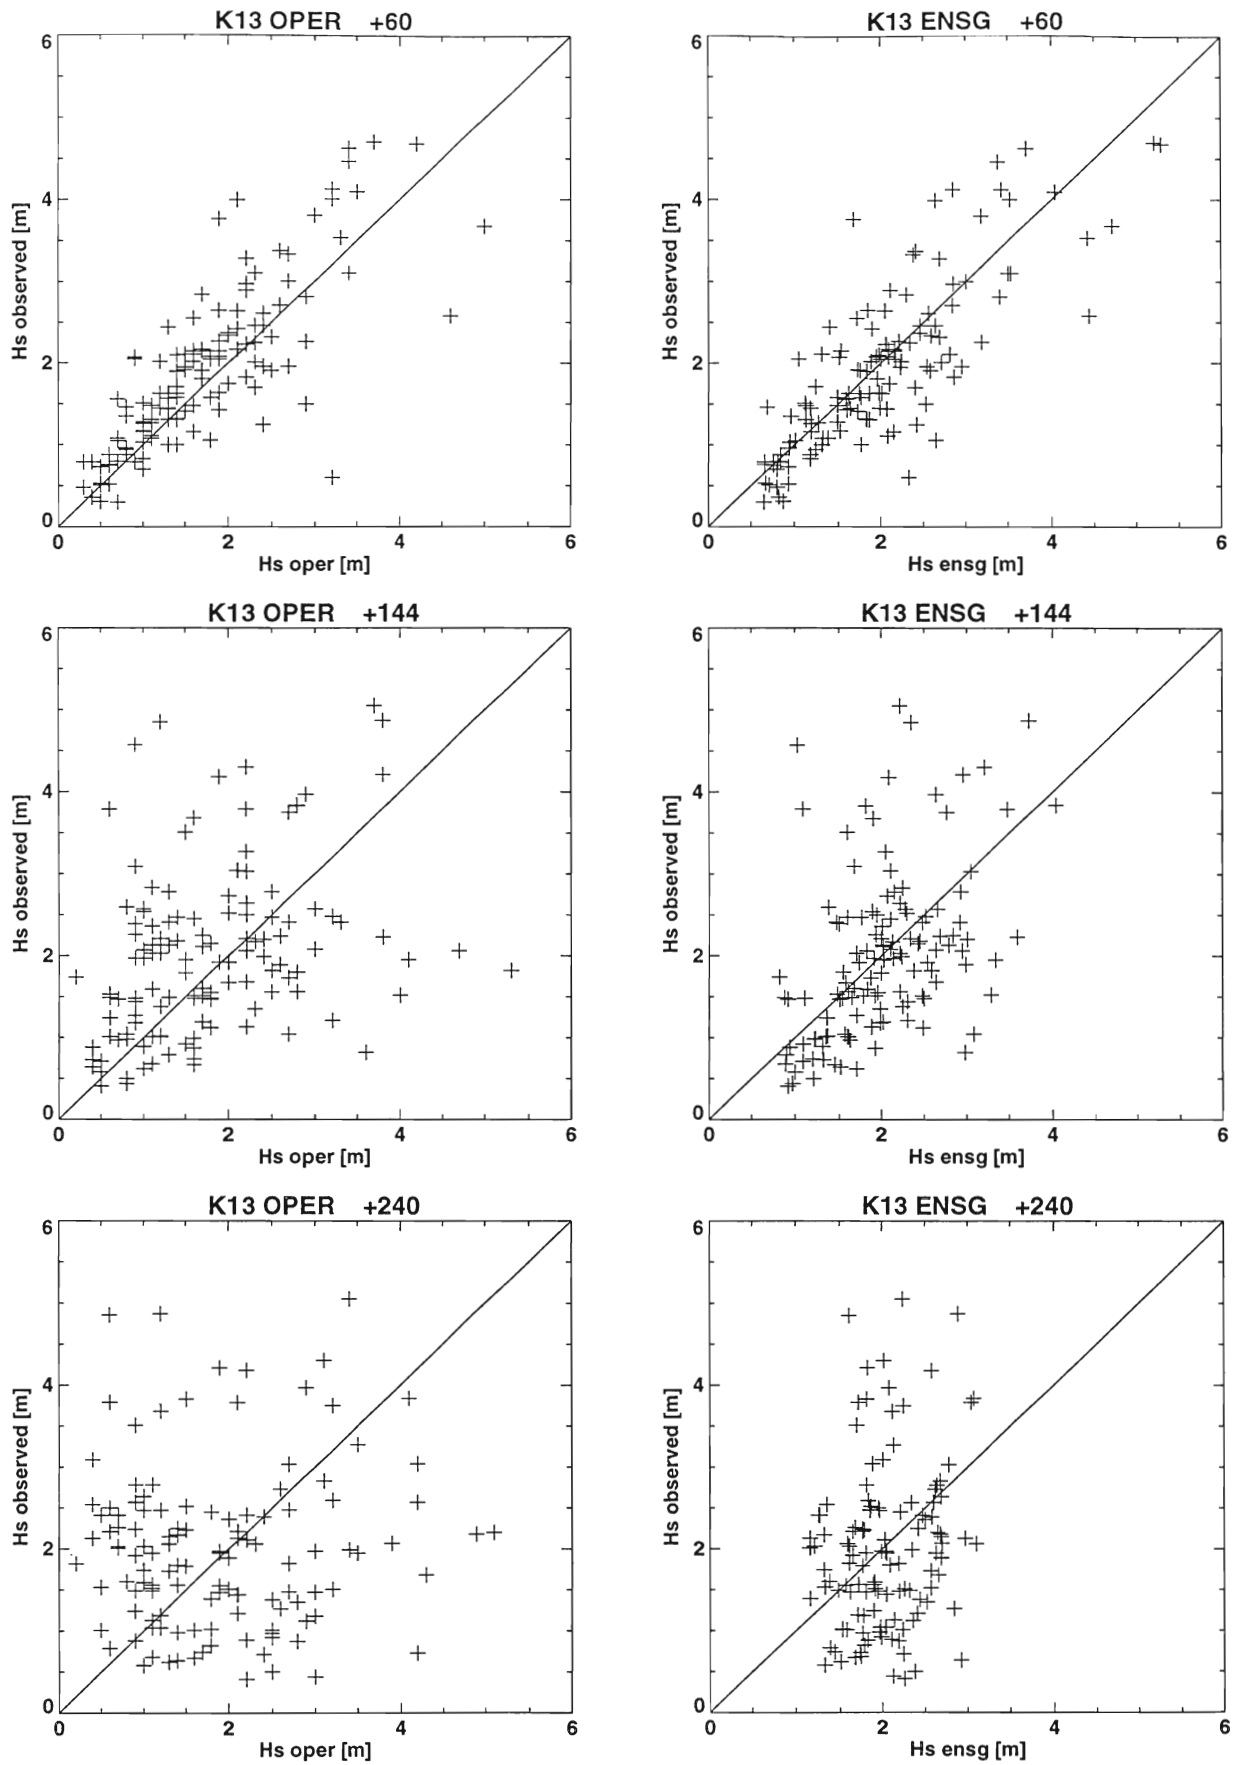 K13 OPER +60
6
4
2
0
Hs observed [m]
0 2 4 6
Hs oper [m]
K13 ENSG +60
6
4
2
0
Hs observed [m]
0 2 4 6
Hs ensg [m]
K13 OPER +144
6
4
2
0
Hs observed [m]
0 2 4 6
Hs oper [m]
K13 ENSG +144
6
4
2
0
Hs observed [m]
0 2 4 6
Hs ensg [m]
K13 OPER +240
6
4
2
0
Hs observed [m]
0 2 4 6
Hs oper [m]
K13 ENSG +240
6
4
2
0
Hs observed [m]
0 2 4 6
Hs ensg [m]